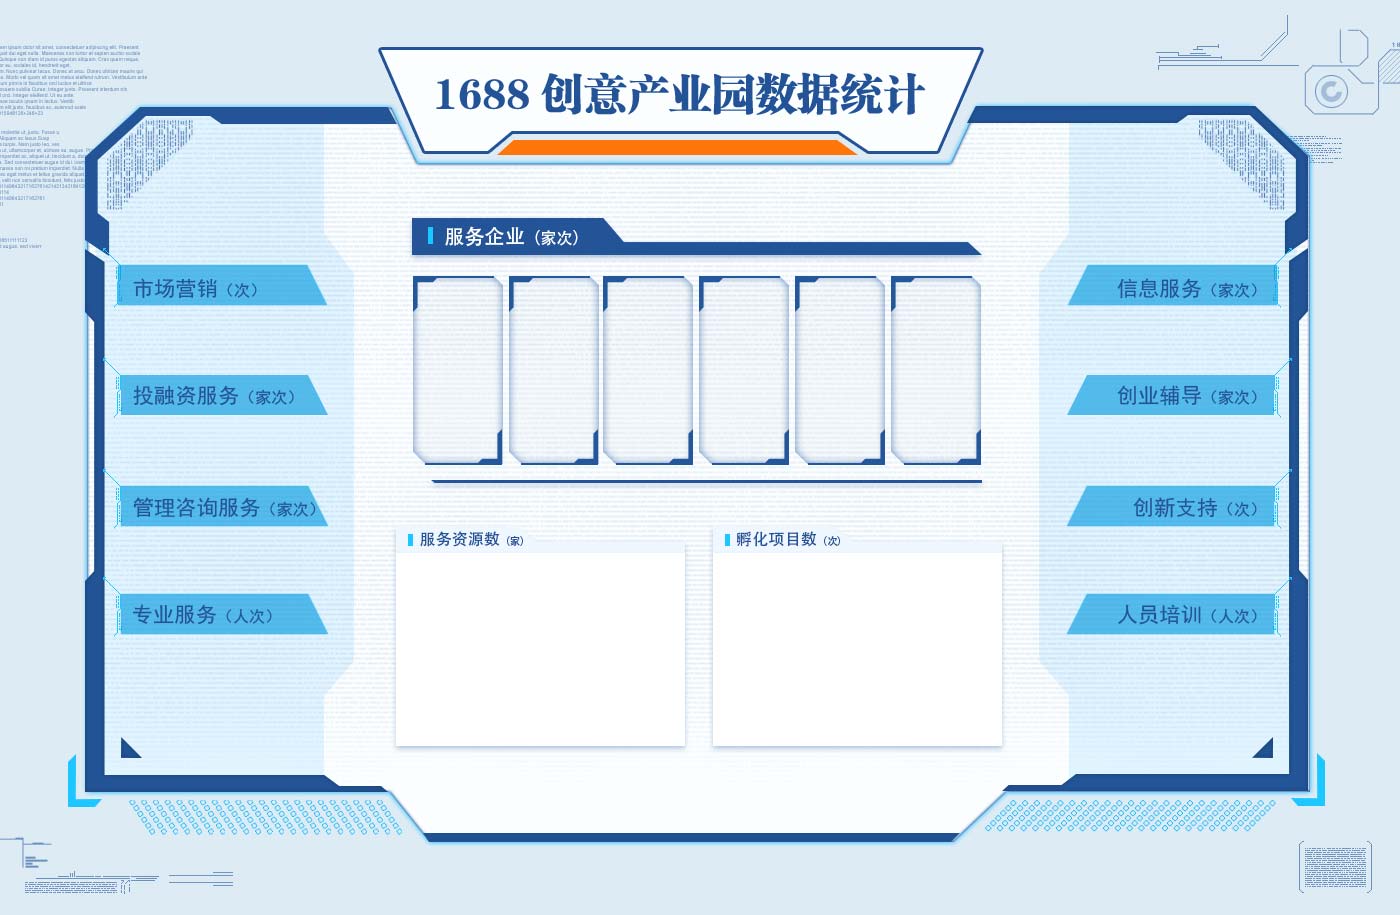 1688 创意产业园数据统计
服务企业（家次）
市场营销（次）
投融资服务（家次）
管理咨询服务（家次）
专业服务（人次）
信息服务（家次）
创业辅导（家次）
创新支持（次）
人员培训（人次）
服务资源数（家）
孵化项目数（次）